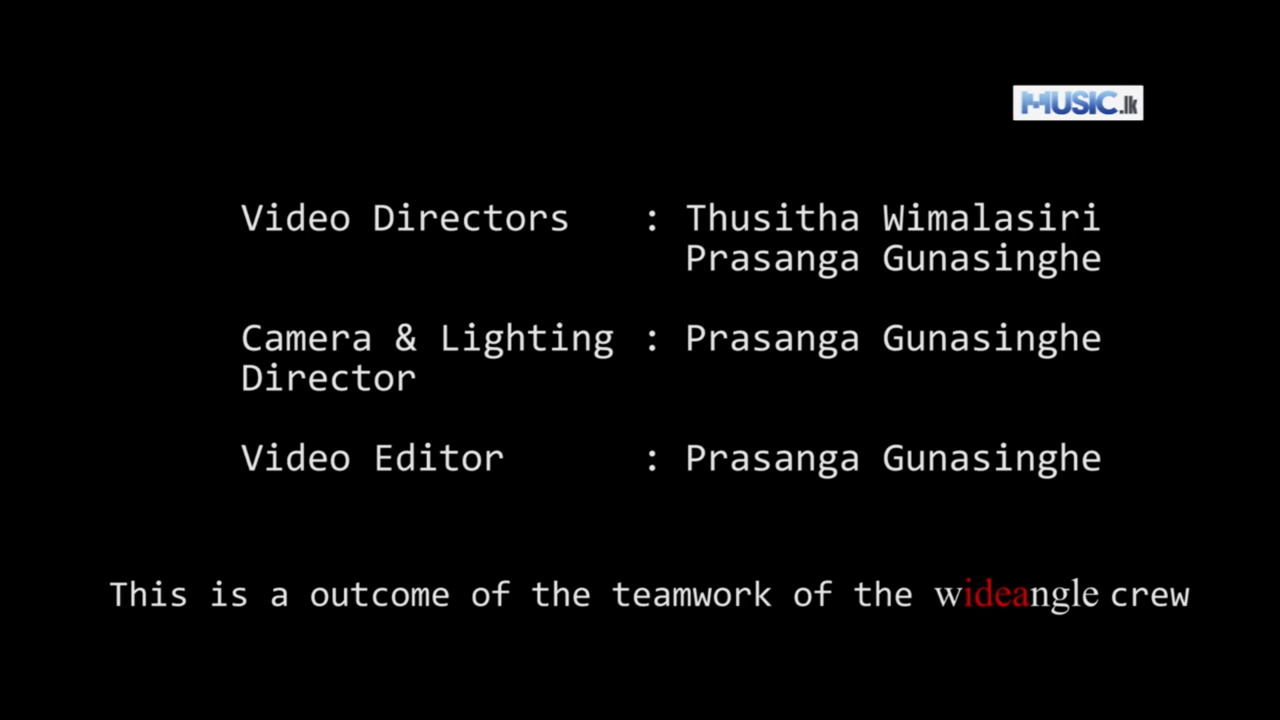 MUSIC.lk
Video Directors : Thusitha Wimalasiri
Prasanga Gunasinghe
Camera & Lighting : Prasanga Gunasinghe
Director
Video Editor : Prasanga Gunasinghe
This is a outcome of the teamwork of the wideangle crew